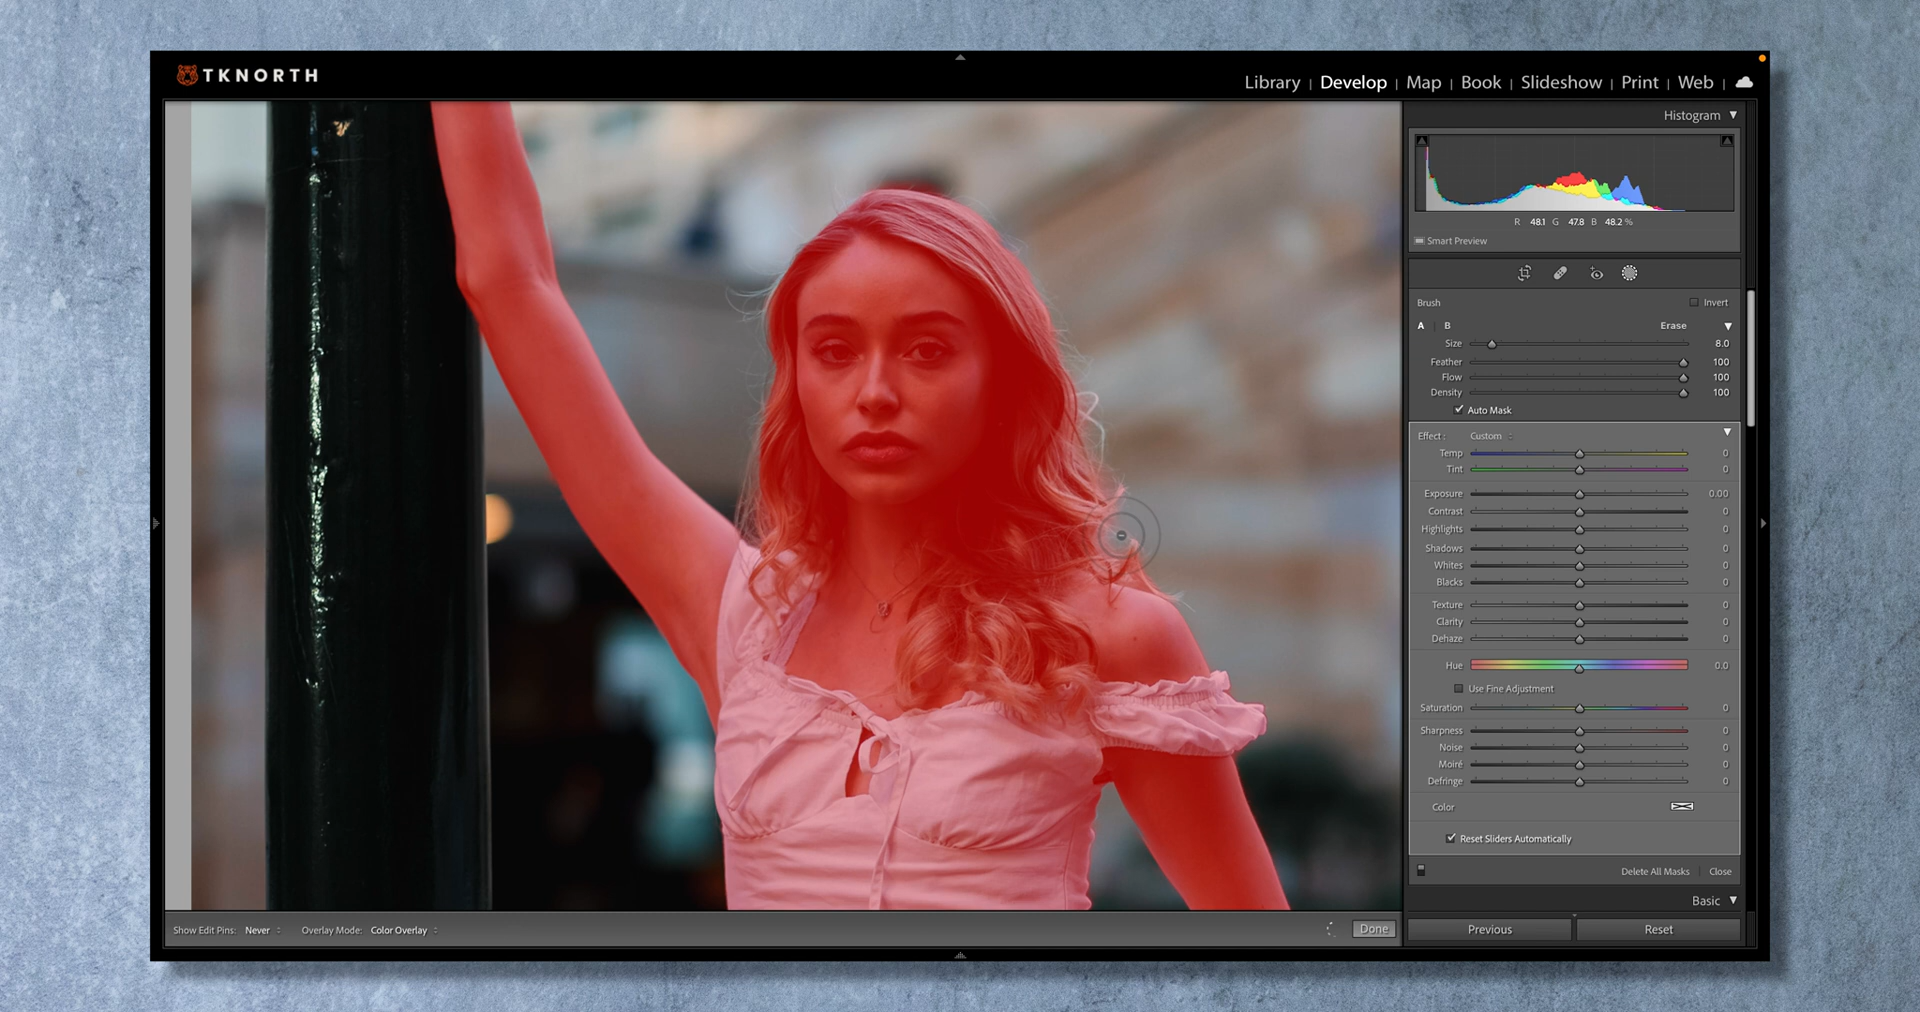 TKNORTH
Library | Develop | Map | Book | Slideshow | Print | Web |
Histogram
R 48.1 G 47.8 B 48.2 %
Smart Preview
Brush Invert
A | B Erase
Size 8.0
Feather 100
Flow 100
Density 100
Auto Mask
Effect : Custom
Temp 0
Tint 0
Exposure 0.00
Contrast 0
Highlights 0
Shadows 0
Whites 0
Blacks 0
Texture 0
Clarity 0
Dehaze 0
Hue 0.0
Use Fine Adjustment
Saturation 0
Sharpness 0
Noise 0
Moiré 0
Defringe 0
Color
Reset Sliders Automatically
Delete All Masks Close
Basic
Show Edit Pins: Never Overlay Mode: Color Overlay Done
Previous Reset